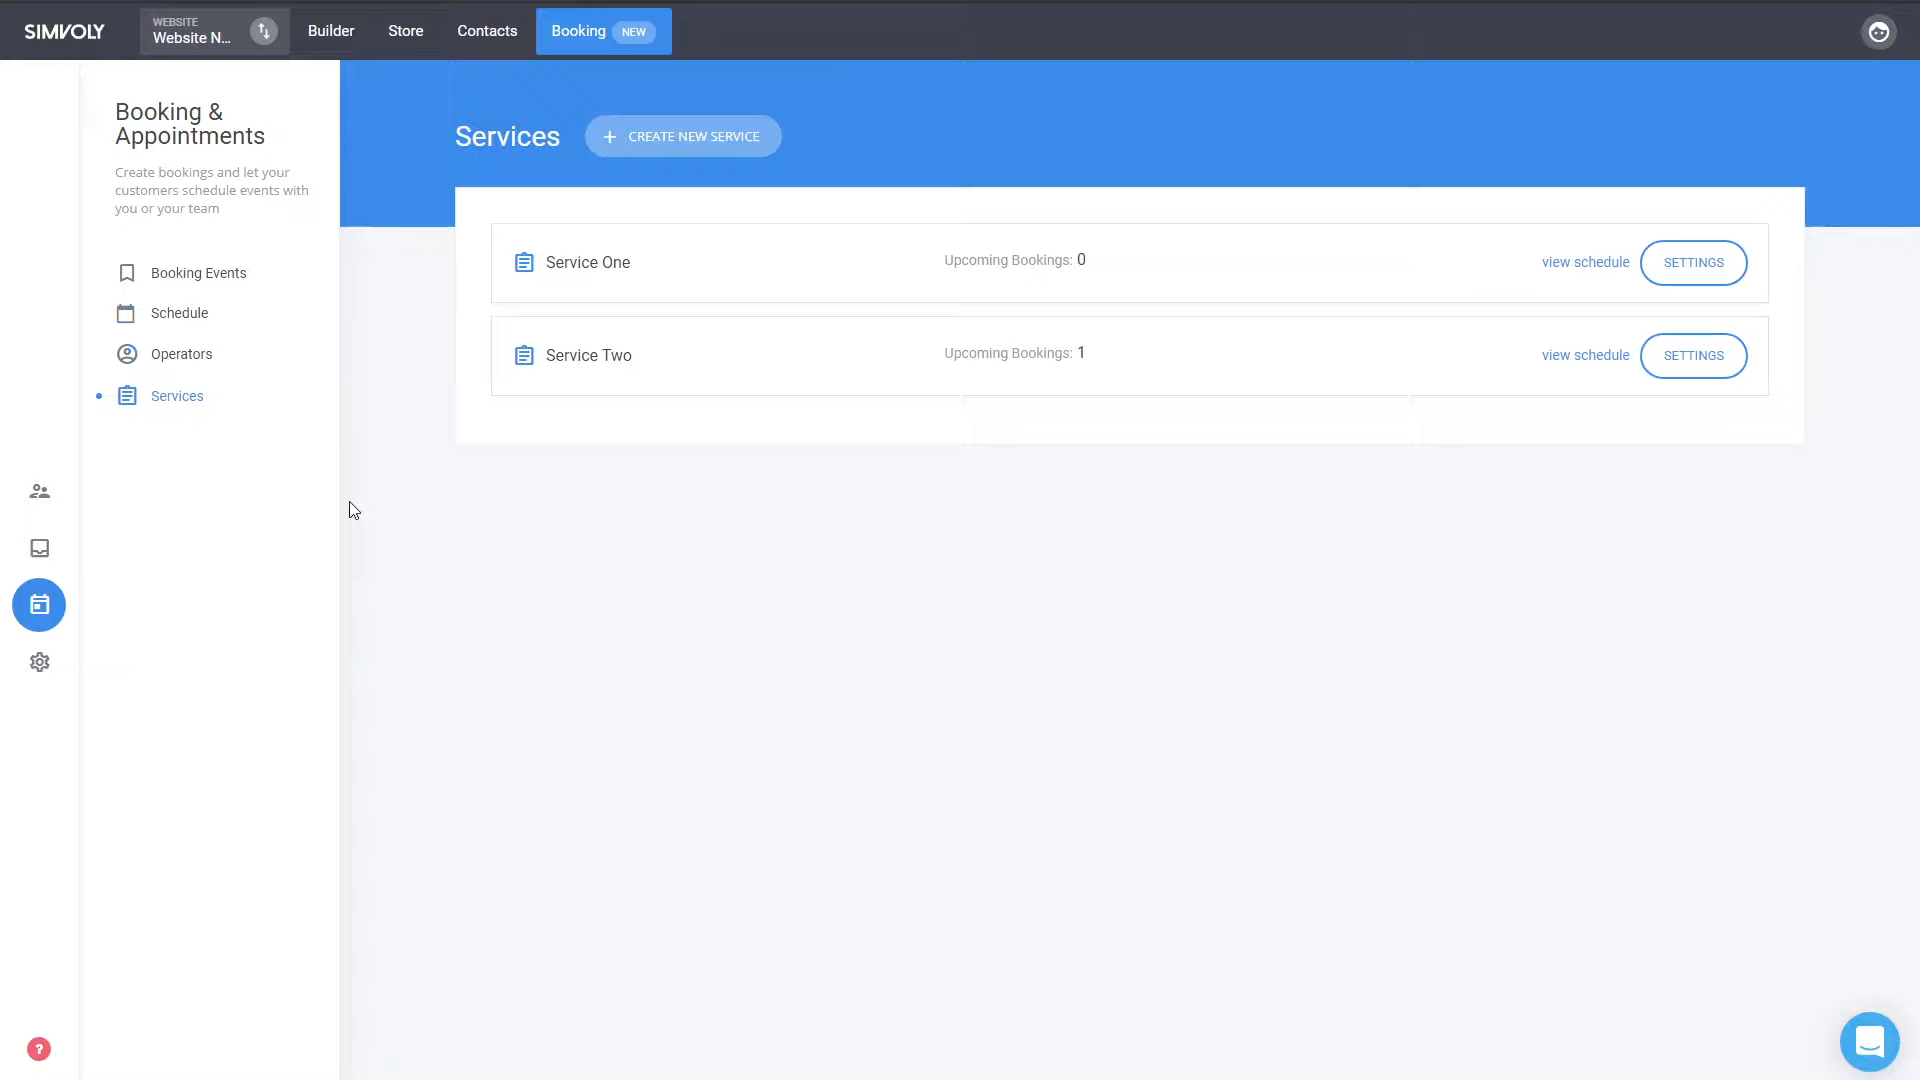 SIMVOLY
WEBSITE
Website N...
Builder
Store
Contacts
Booking NEW
Booking &
Appointments
Create bookings and let your
customers schedule events with
you or your team
Booking Events
Schedule
Operators
Services
Services
+ CREATE NEW SERVICE
Service One
Upcoming Bookings: 0
view schedule
SETTINGS
Service Two
Upcoming Bookings: 1
view schedule
SETTINGS
?